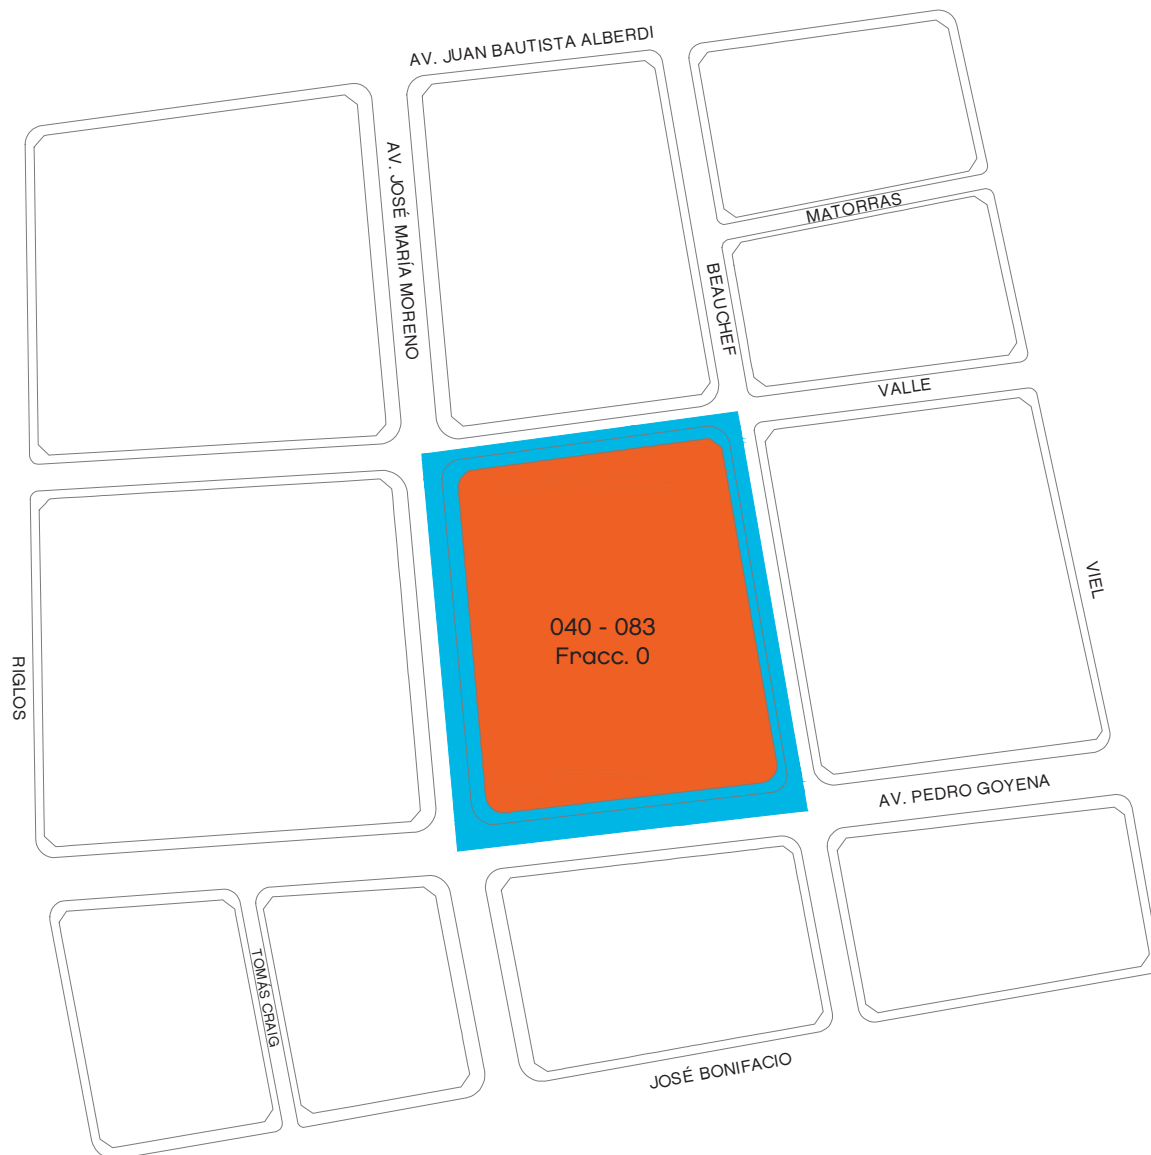 AV. JUAN BAUTISTA ALBERDI
AV. JOSÉ MARÍA MORENO
MATORRAS
BEAUCHEF
VALLE
VIEL
040 - 083
Fracc. 0
RIGLOS
AV. PEDRO GOYENA
TOMÁS CRAIG
JOSÉ BONIFACIO